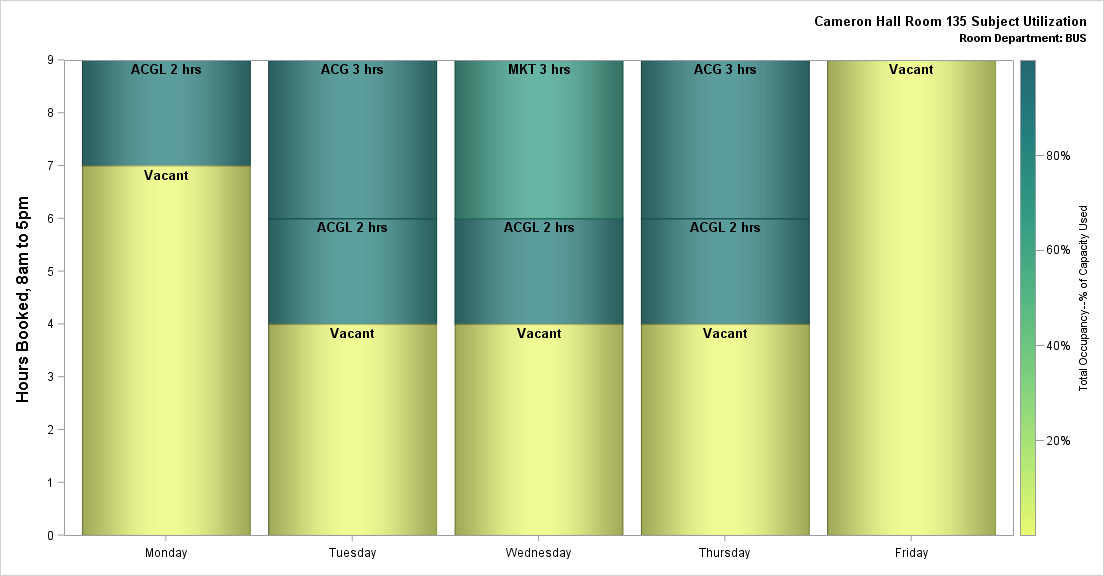 Cameron Hall Room 135 Subject Utilization
Room Department: BUS
Hours Booked, 8am to 5pm
9
8
7
6
5
4
3
2
1
0
ACGL 2 hrs
Vacant
ACG 3 hrs
ACGL 2 hrs
Vacant
MKT 3 hrs
ACGL 2 hrs
Vacant
ACG 3 hrs
ACGL 2 hrs
Vacant
Vacant
Monday
Tuesday
Wednesday
Thursday
Friday
80%
60%
40%
20%
Total Occupancy--% of Capacity Used